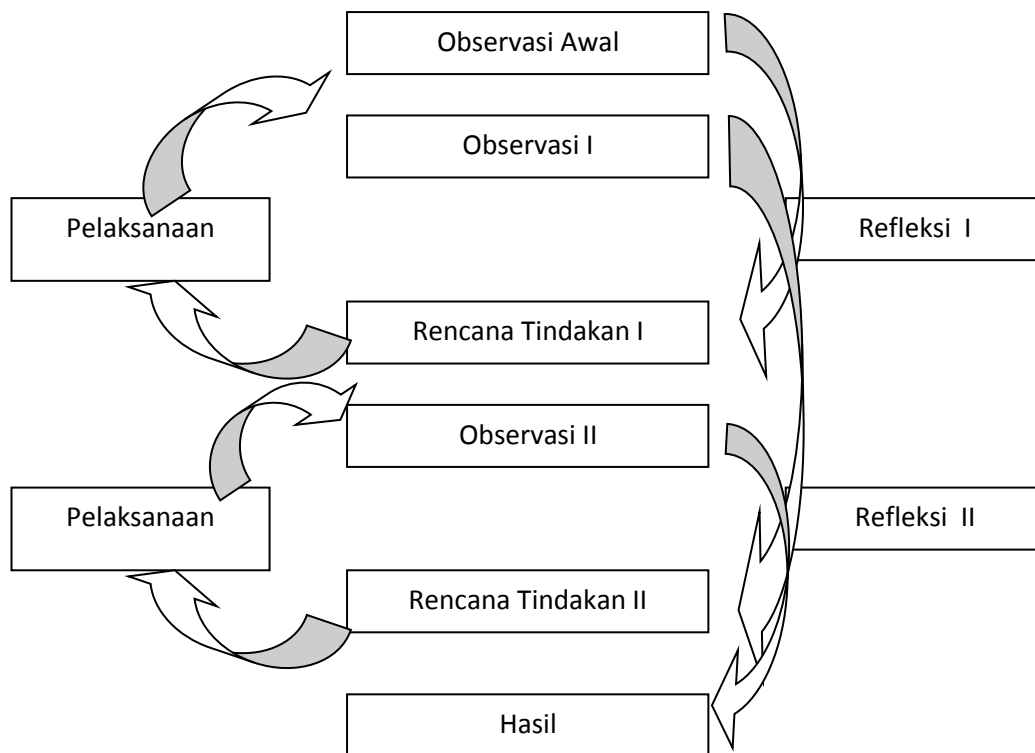 Observasi Awal
Observasi I
Pelaksanaan
Refleksi I
Rencana Tindakan I
Observasi II
Pelaksanaan
Refleksi II
Rencana Tindakan II
Hasil